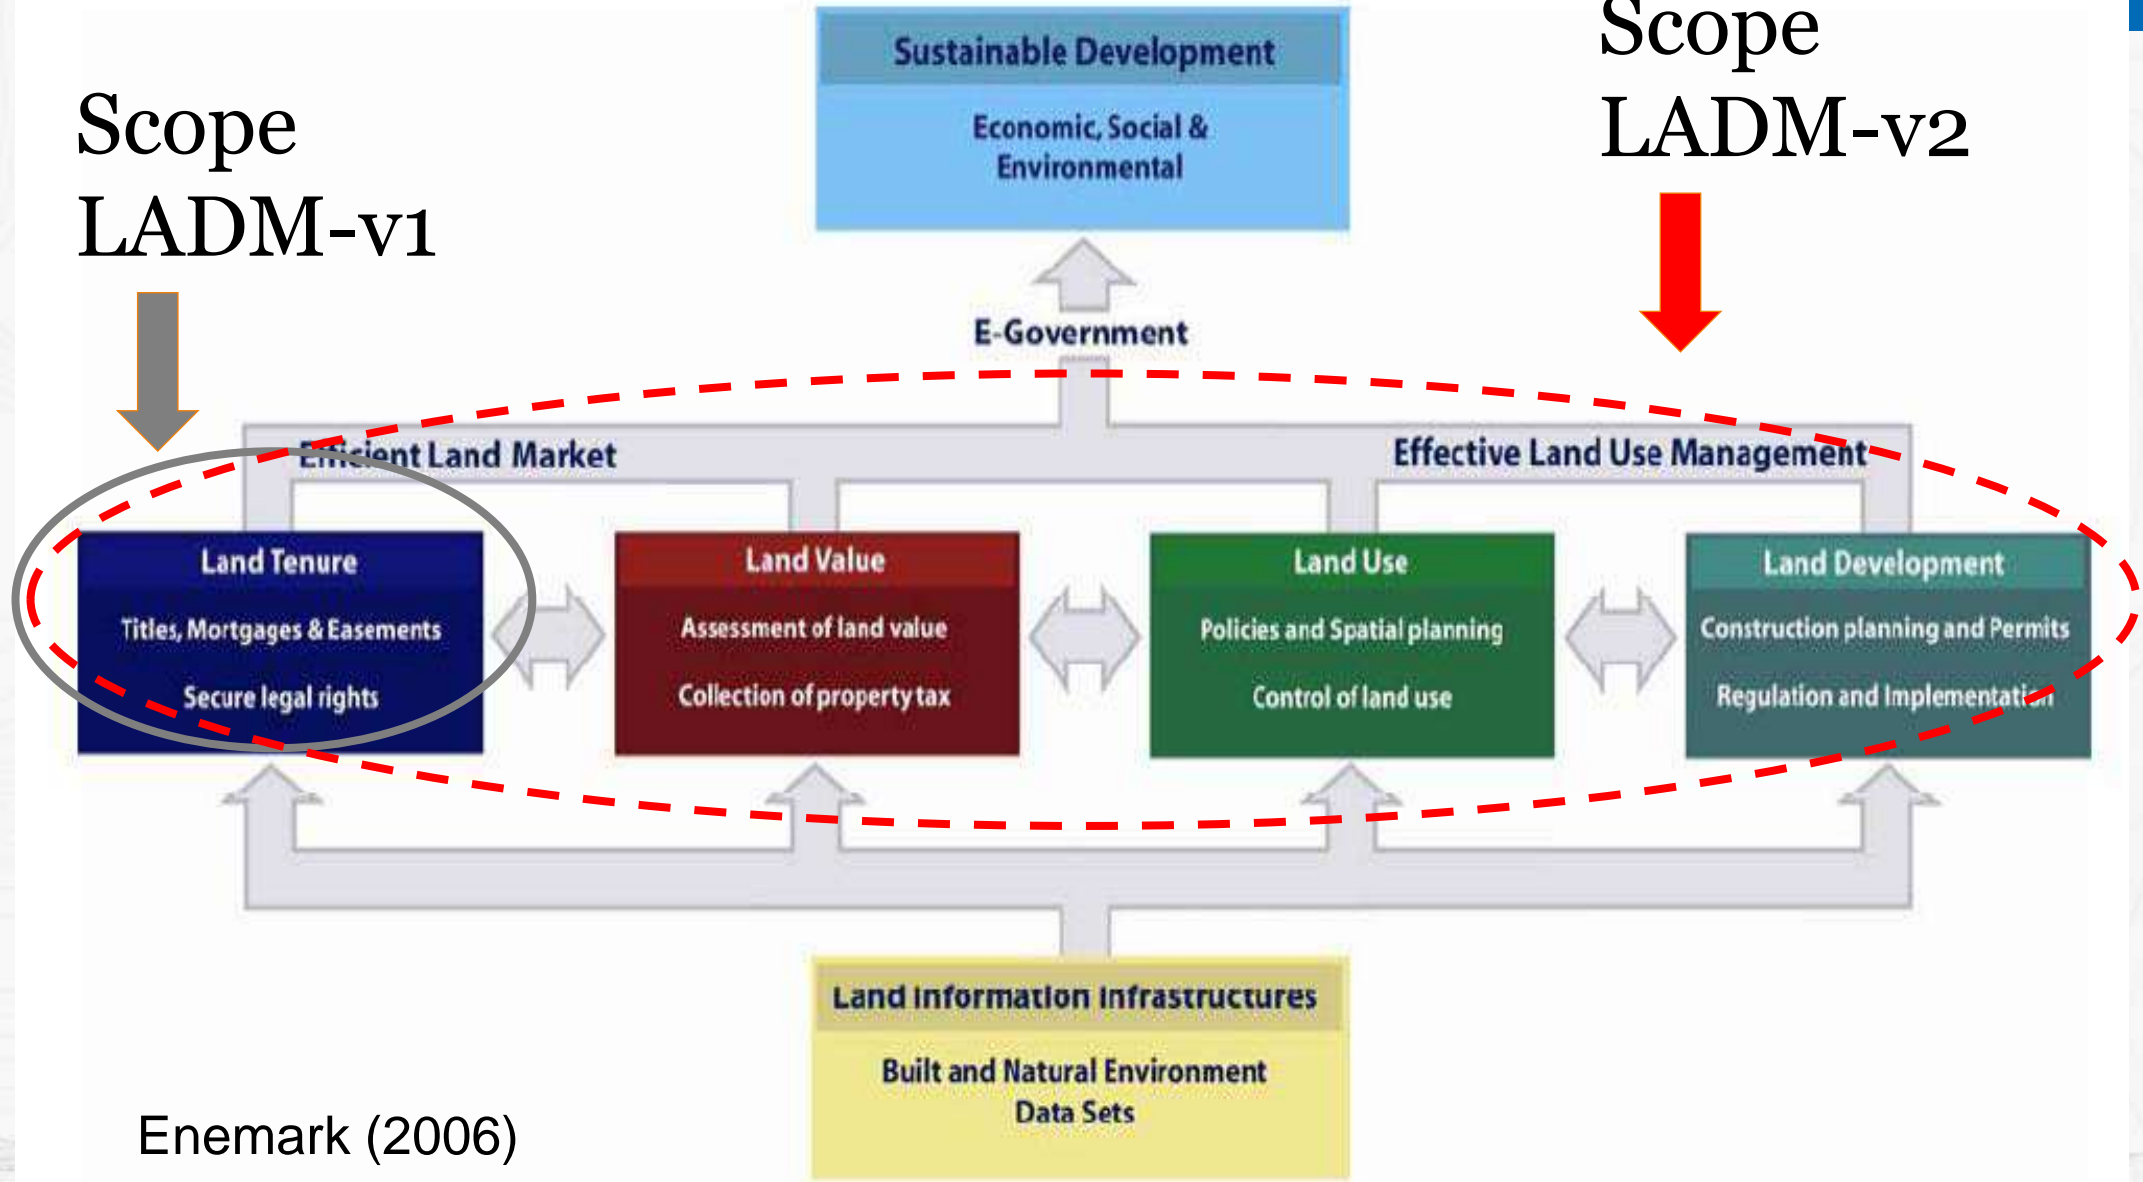 Scope
LADM-v1
Scope
LADM-v2
Sustainable Development
Economic, Social &
Environmental
E-Government
Efficient Land Market
Effective Land Use Management
Land Tenure
Titles, Mortgages & Easements
Secure legal rights
Land Value
Assessment of land value
Collection of property tax
Land Use
Policies and Spatial planning
Control of land use
Land Development
Construction planning and Permits
Regulation and Implementation
Land Information Infrastructures
Built and Natural Environment
Data Sets
Enemark (2006)